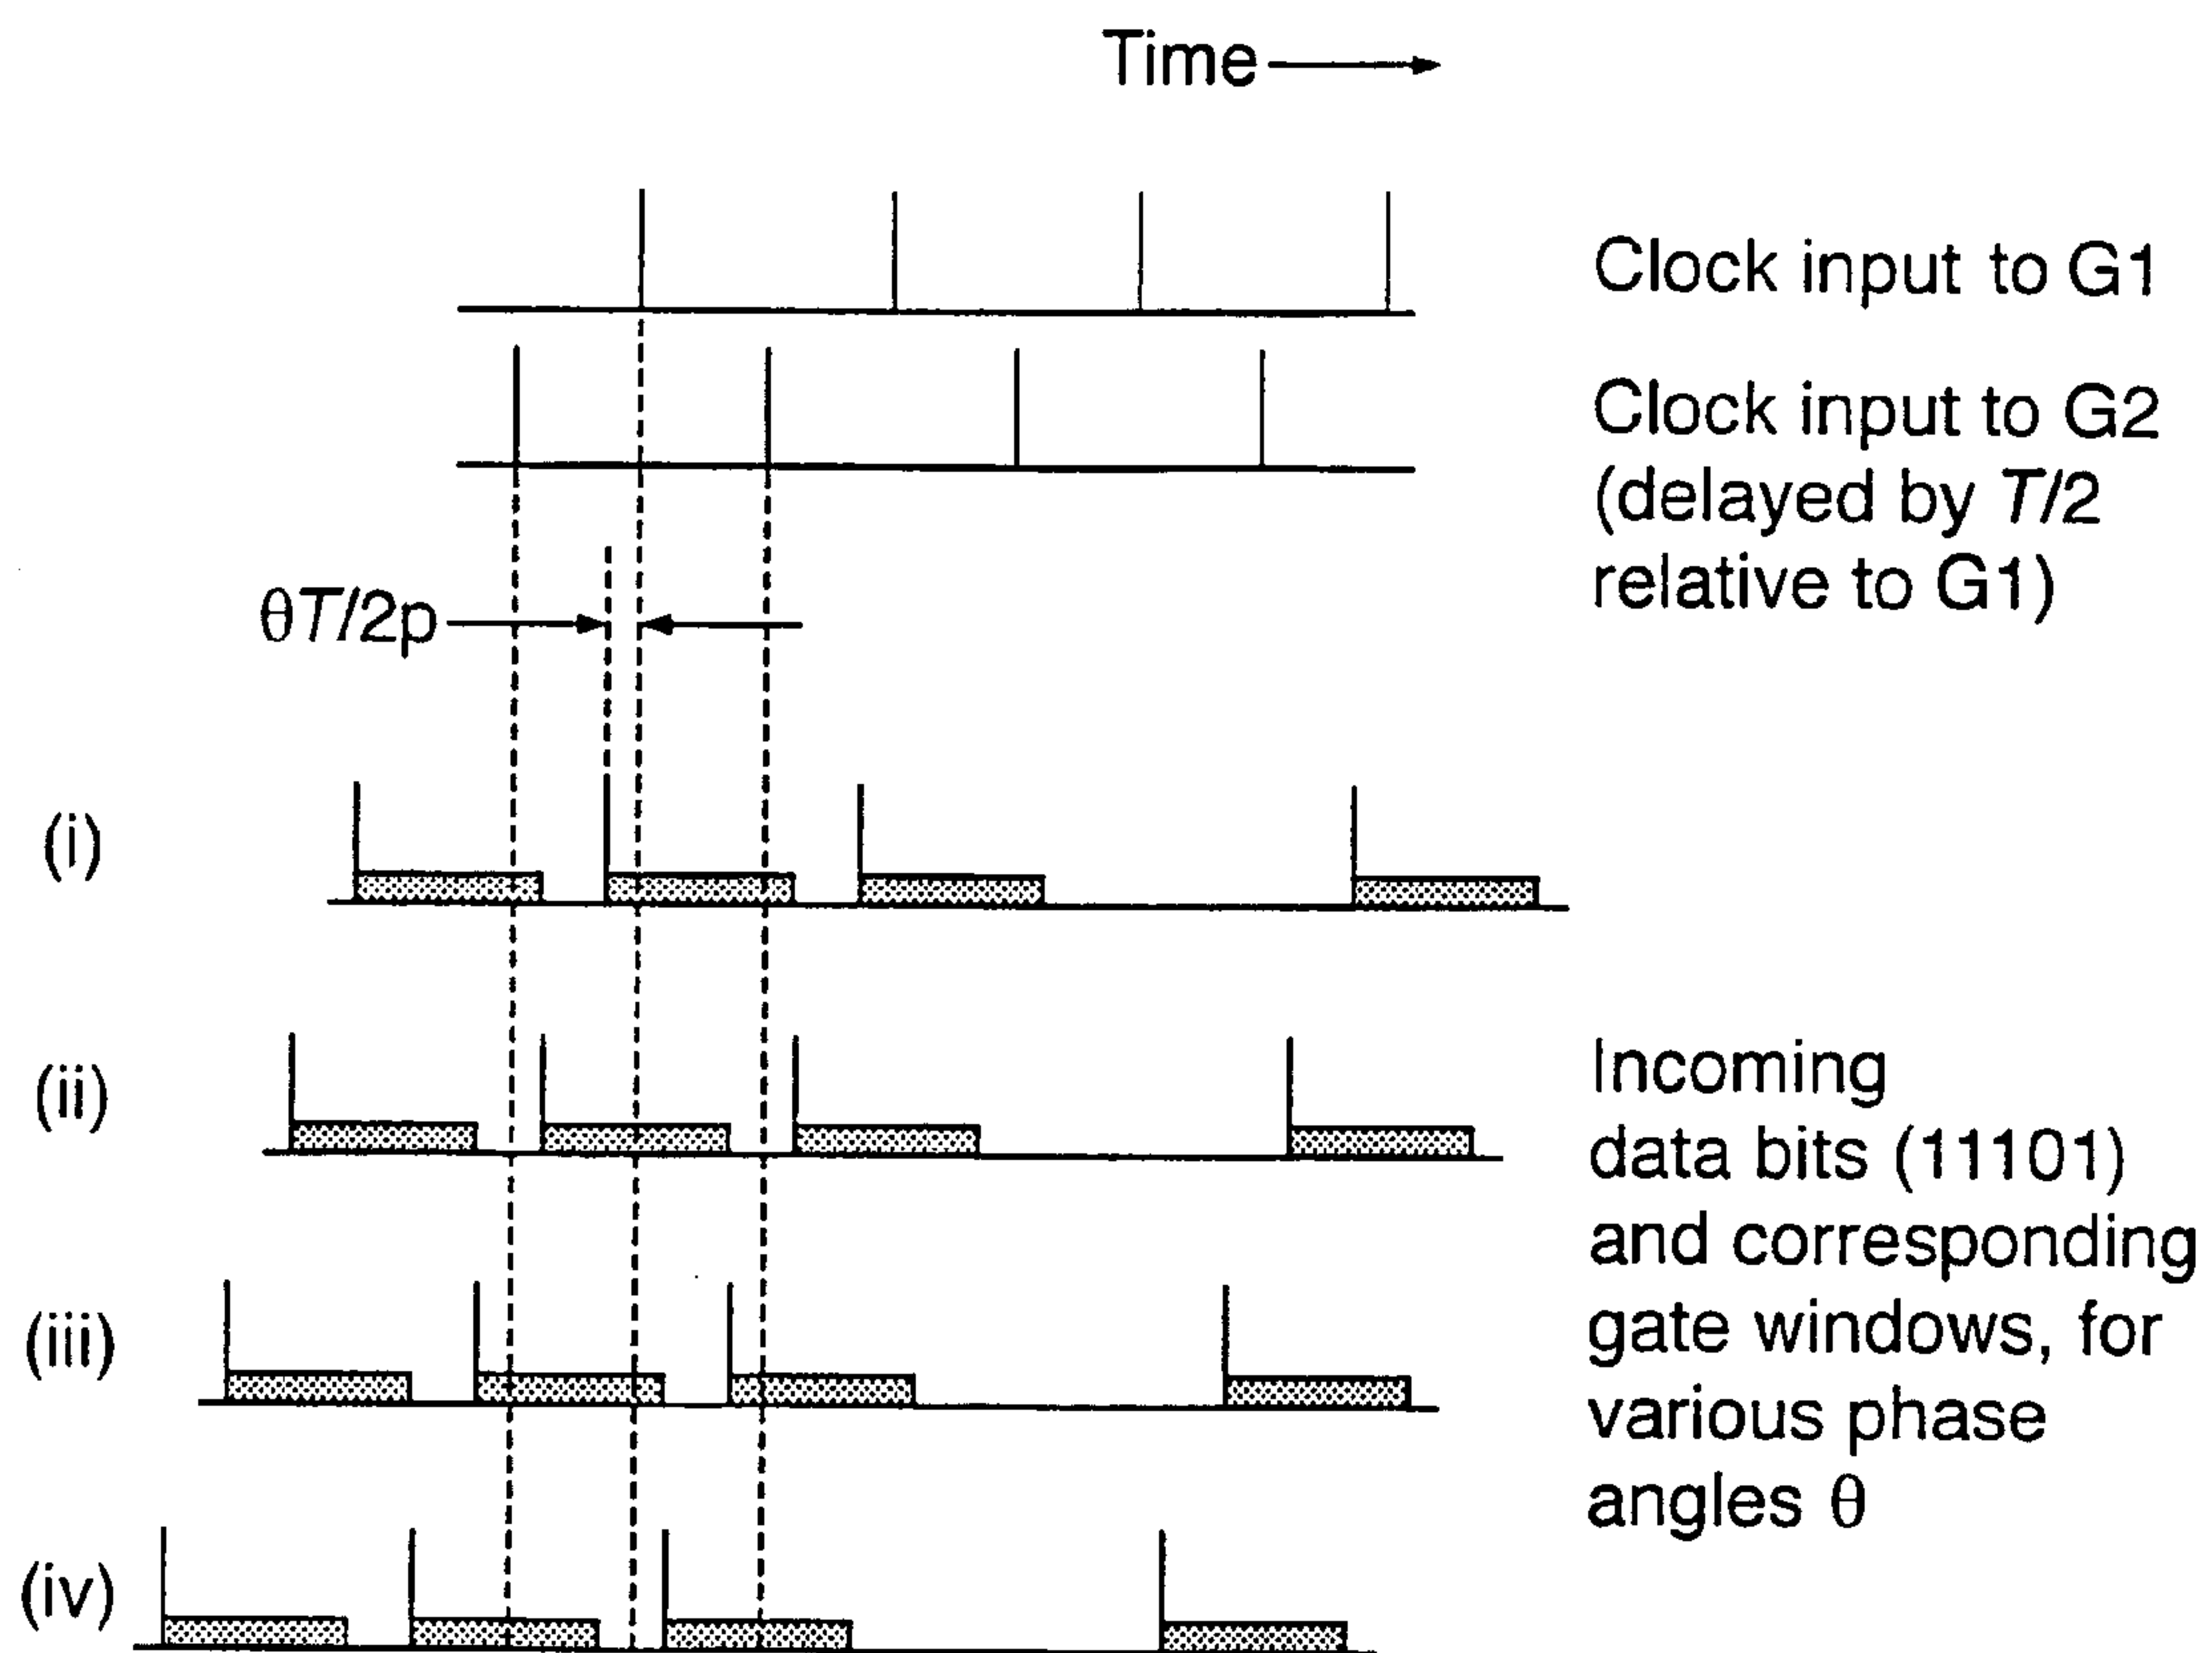 Time
Clock input to G1
Clock input to G2
(delayed by T/2
relative to G1)
θT/2p
(i)
(ii)
Incoming
data bits (11101)
and corresponding
gate windows, for
various phase
angles θ
(iii)
(iv)